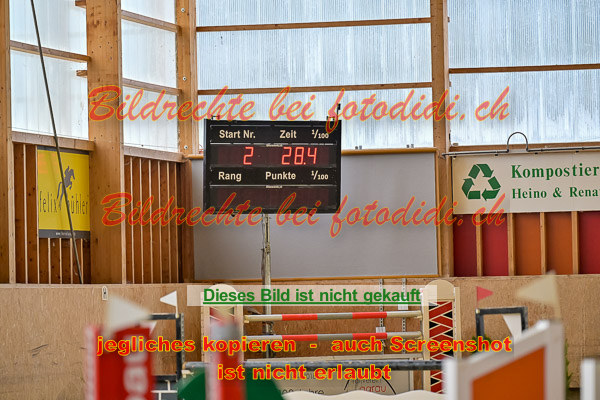 Bildrechte bei fotodidi.ch
Start Nr. Zeit 1/100
2 28.4
Rang Punkte 1/100
felix bühler
Kompostier
Heino & Rena
Bildrechte bei fotodidi.ch
Dieses Bild ist nicht gekauft
jegliches kopieren - auch Screenshot
ist nicht erlaubt